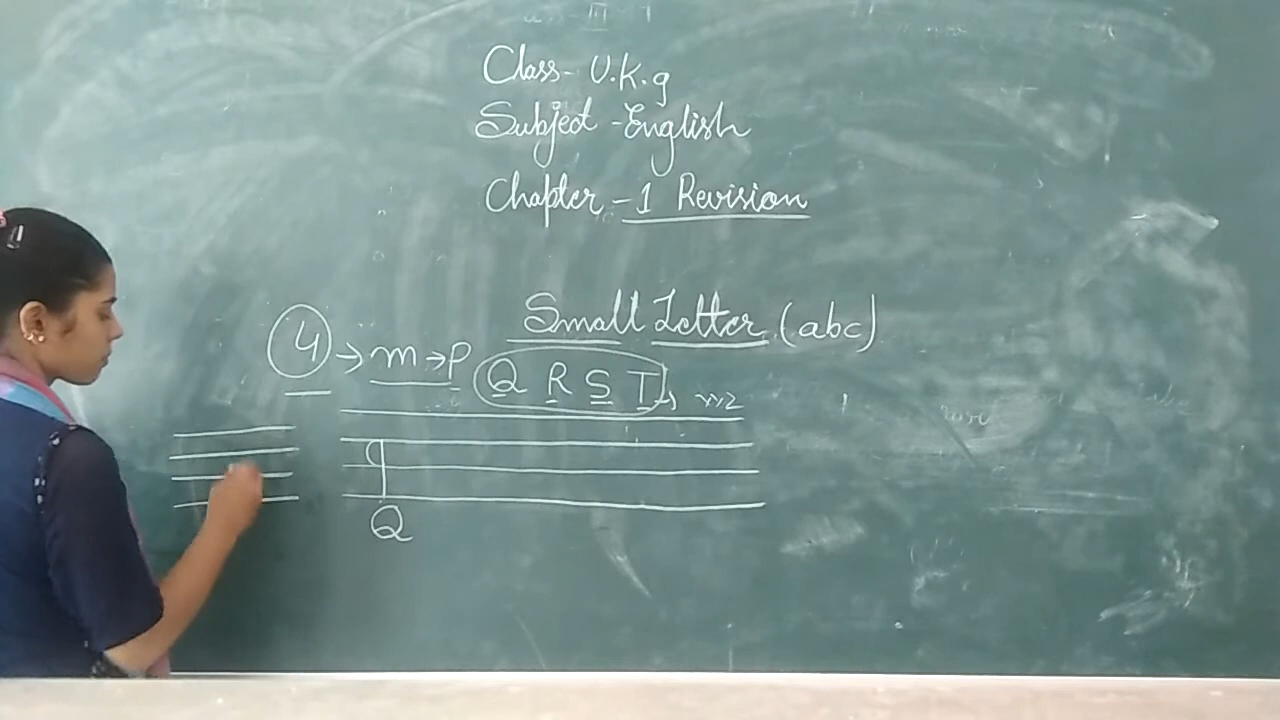 Class- U.K.g
Subject -English
Chapter -1 Revision
Small Letter (abc)
4 → m → p Q R S T
q
Q